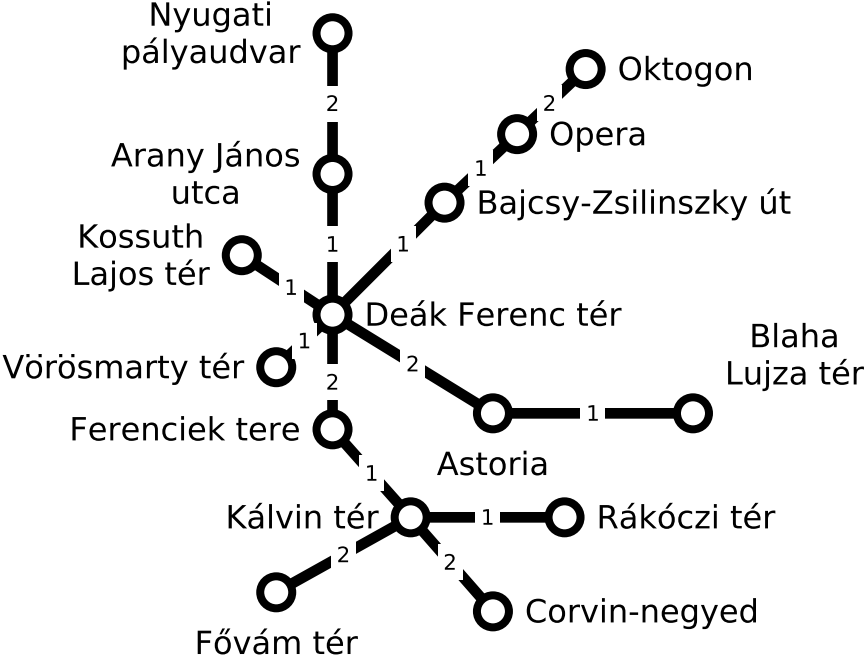 Nyugati
pályaudvar
2
Oktogon
2
Opera
Arany János
utca
1
Bajcsy-Zsilinszky út
Kossuth
Lajos tér
1
1
1
Deák Ferenc tér
1
Vörösmarty tér
2
2
Blaha
Lujza tér
1
Ferenciek tere
Astoria
1
Kálvin tér
1
Rákóczi tér
2
2
Fővám tér
Corvin-negyed